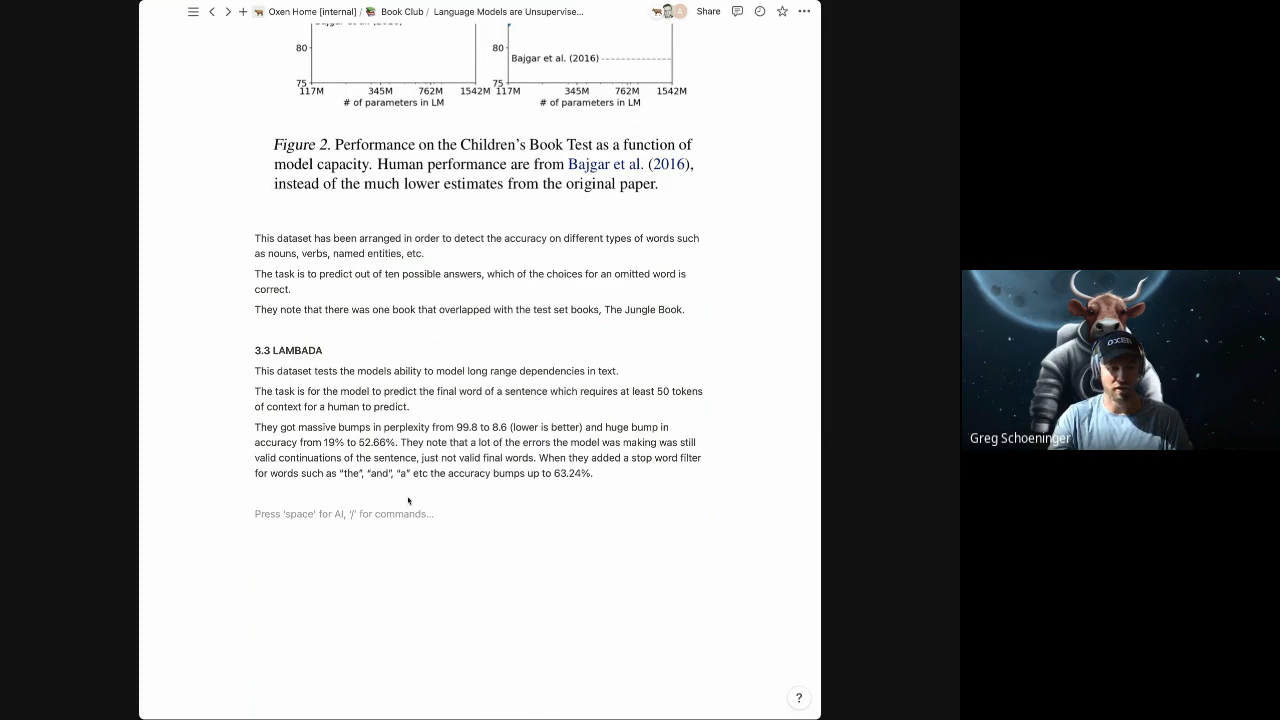 Oxen Home [internal] / Book Club / Language Models are Unsupervise...
Share
80
75
117M 345M 762M 1542M
# of parameters in LM
80
Bajgar et al. (2016)
75
117M 345M 762M 1542M
# of parameters in LM
Figure 2. Performance on the Children's Book Test as a function of
model capacity. Human performance are from Bajgar et al. (2016),
instead of the much lower estimates from the original paper.
This dataset has been arranged in order to detect the accuracy on different types of words such
as nouns, verbs, named entities, etc.
The task is to predict out of ten possible answers, which of the choices for an omitted word is
correct.
They note that there was one book that overlapped with the test set books, The Jungle Book.
3.3 LAMBADA
This dataset tests the models ability to model long range dependencies in text.
The task is for the model to predict the final word of a sentence which requires at least 50 tokens
of context for a human to predict.
They got massive bumps in perplexity from 99.8 to 8.6 (lower is better) and huge bump in
accuracy from 19% to 52.66%. They note that a lot of the errors the model was making was still
valid continuations of the sentence, just not valid final words. When they added a stop word filter
for words such as “the”, “and”, “a” etc the accuracy bumps up to 63.24%.
Press ‘space’ for AI, ‘/’ for commands...
?
OXEN
Greg Schoeninger